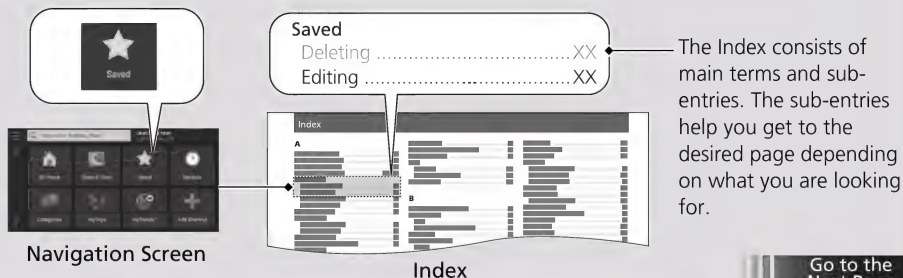 Saved
Saved
Deleting ................................ XX
Editing ................................... XX
The Index consists of
main terms and sub-
entries. The sub-entries
help you get to the
desired page depending
on what you are looking
for.
Index
A
B
Saved
Categories
Navigation Screen
Index
Go to the